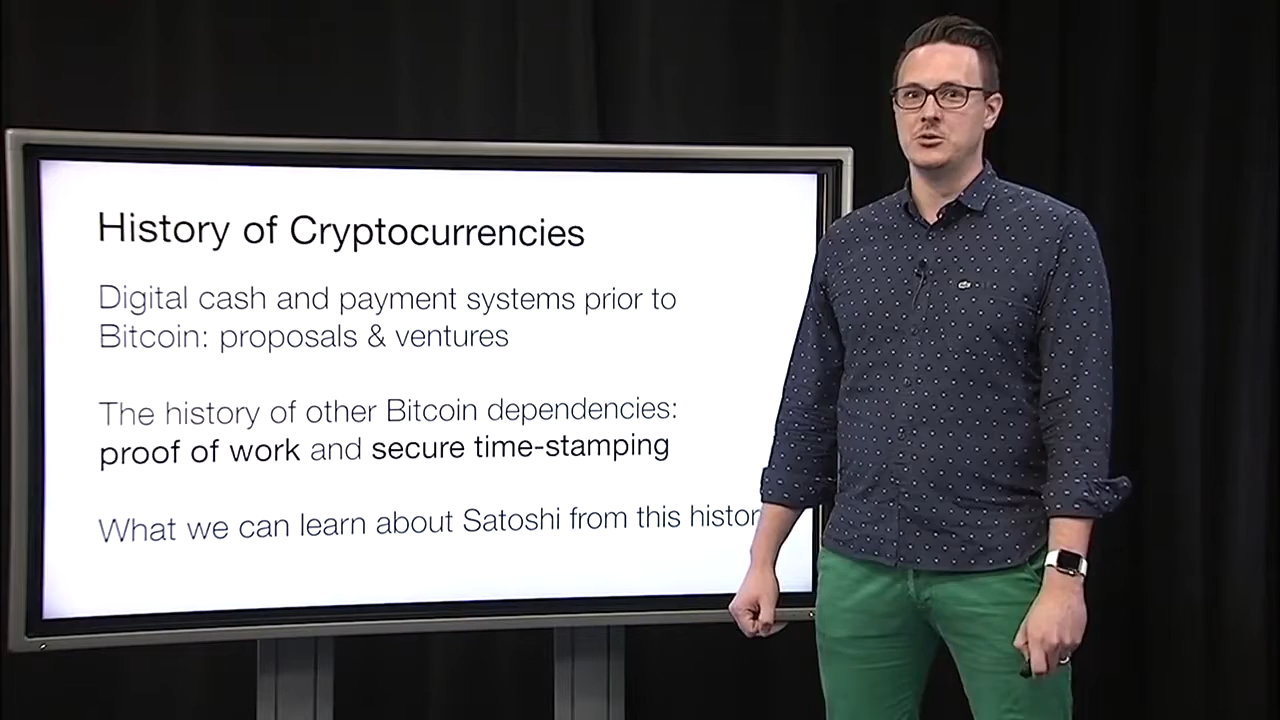 History of Cryptocurrencies
Digital cash and payment systems prior to
Bitcoin: proposals & ventures
The history of other Bitcoin dependencies:
proof of work and secure time-stamping
What we can learn about Satoshi from this histor